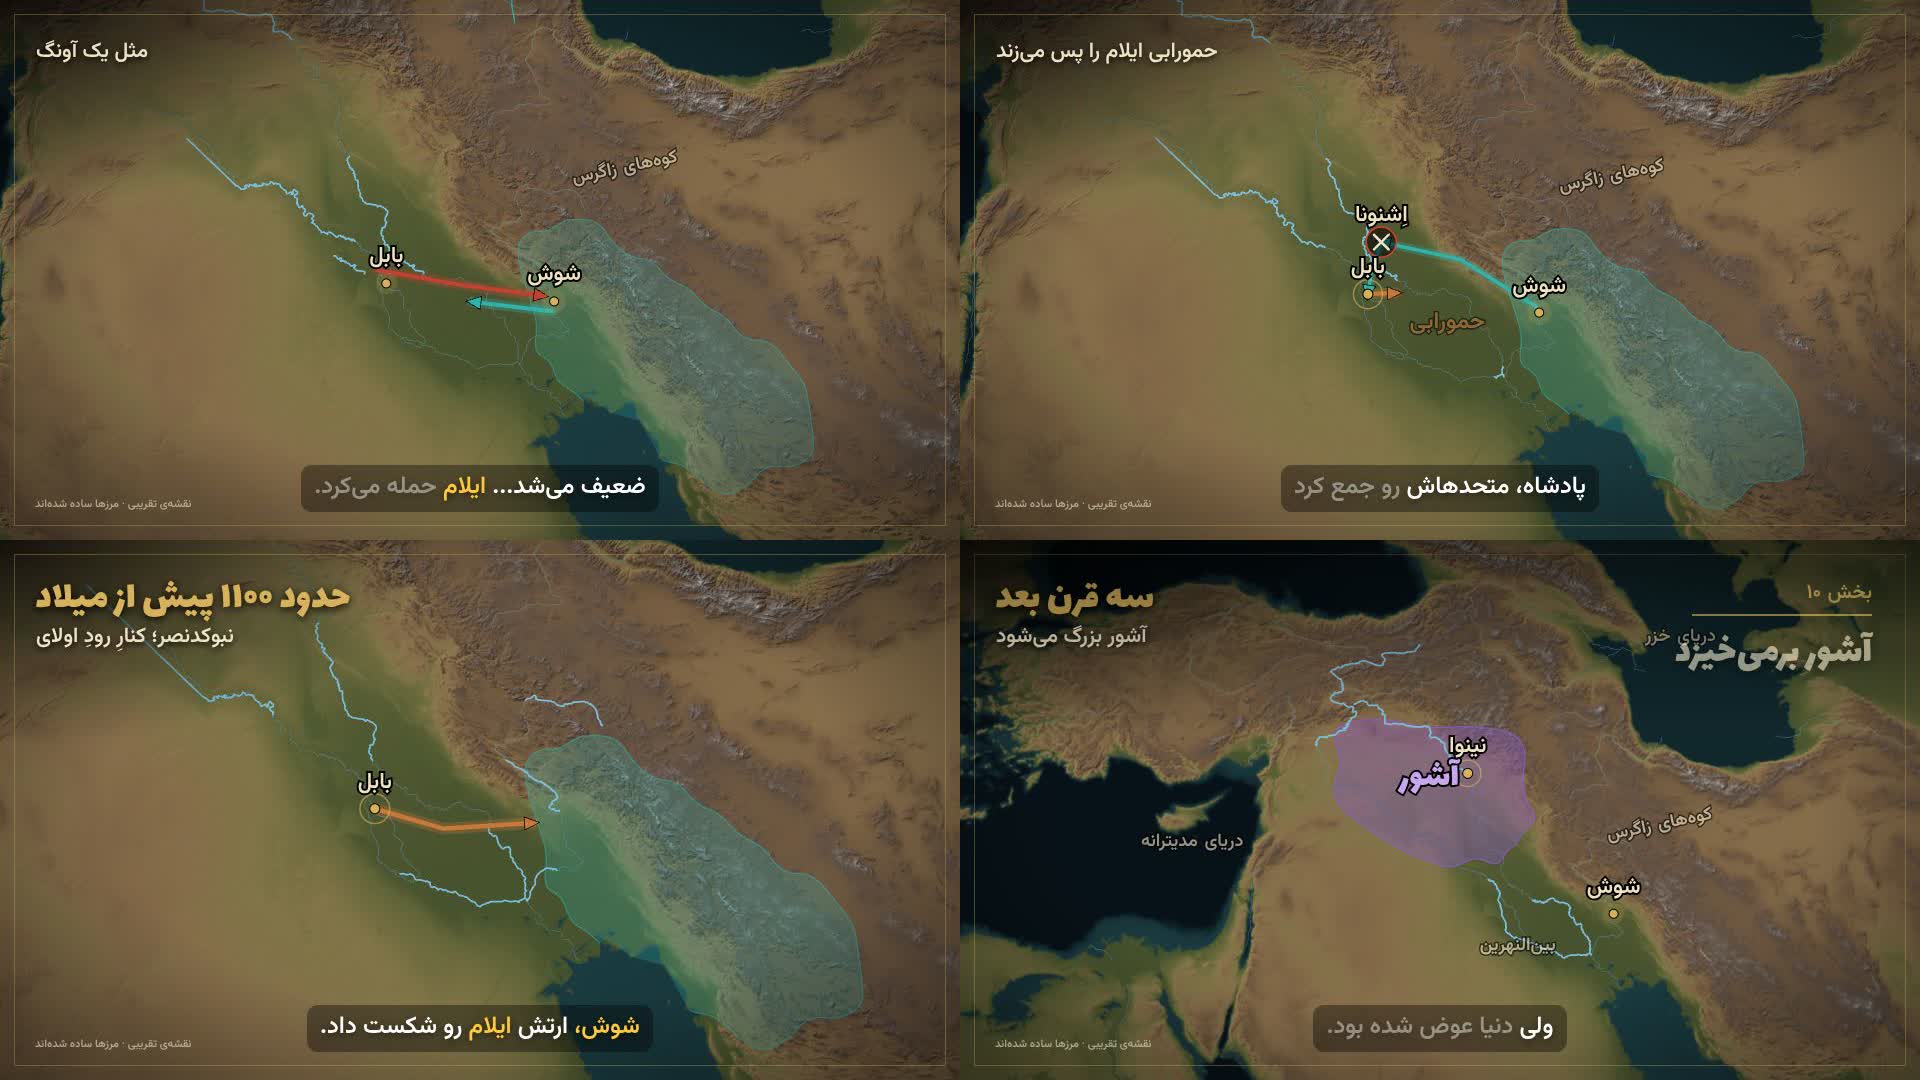 مثل یک آونگ
کوه‌های زاگرس
بابل
شوش
ضعیف می‌شد... ایلام حمله می‌کرد.
نقشه‌ی تقریبی · مرزها ساده شده‌اند
حمورابی ایلام را پس می‌زند
کوه‌های زاگرس
اِشنونا
بابل
شوش
حمورابی
پادشاه، متحدهاش رو جمع کرد
نقشه‌ی تقریبی · مرزها ساده شده‌اند
حدود ۱۱۰۰ پیش از میلاد
نبوکدنصر؛ کنارِ رودِ اولای
بابل
شوش، ارتش ایلام رو شکست داد.
نقشه‌ی تقریبی · مرزها ساده شده‌اند
بخش ۱۰
آشور برمی‌خیزد
سه قرن بعد
آشور بزرگ می‌شود
دریای خزر
نینوا
آشور
کوه‌های زاگرس
دریای مدیترانه
شوش
بین‌النهرین
ولی دنیا عوض شده بود.
نقشه‌ی تقریبی · مرزها ساده شده‌اند